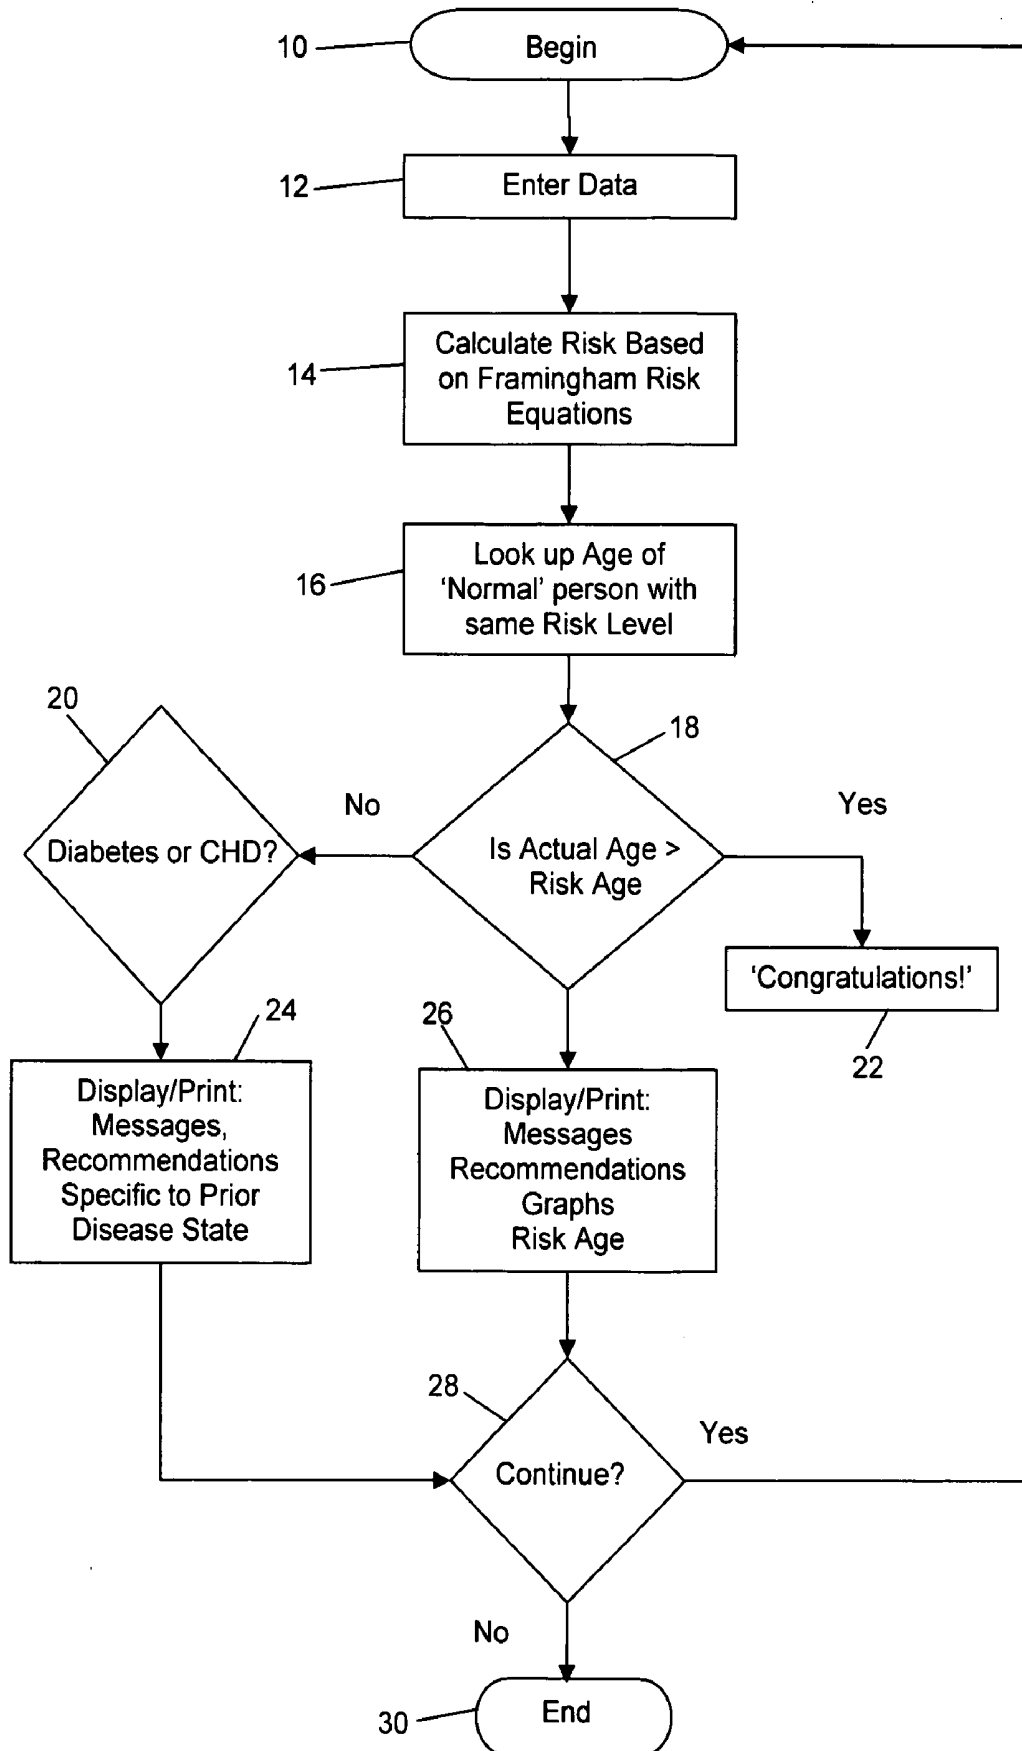 10
Begin
12
Enter Data
14
Calculate Risk Based
on Framingham Risk
Equations
16
Look up Age of
‘Normal’ person with
same Risk Level
20
18
No
Yes
Diabetes or CHD?
Is Actual Age >
Risk Age
‘Congratulations!’
22
24
Display/Print:
Messages,
Recommendations
Specific to Prior
Disease State
26
Display/Print:
Messages
Recommendations
Graphs
Risk Age
28
Continue?
Yes
No
30
End